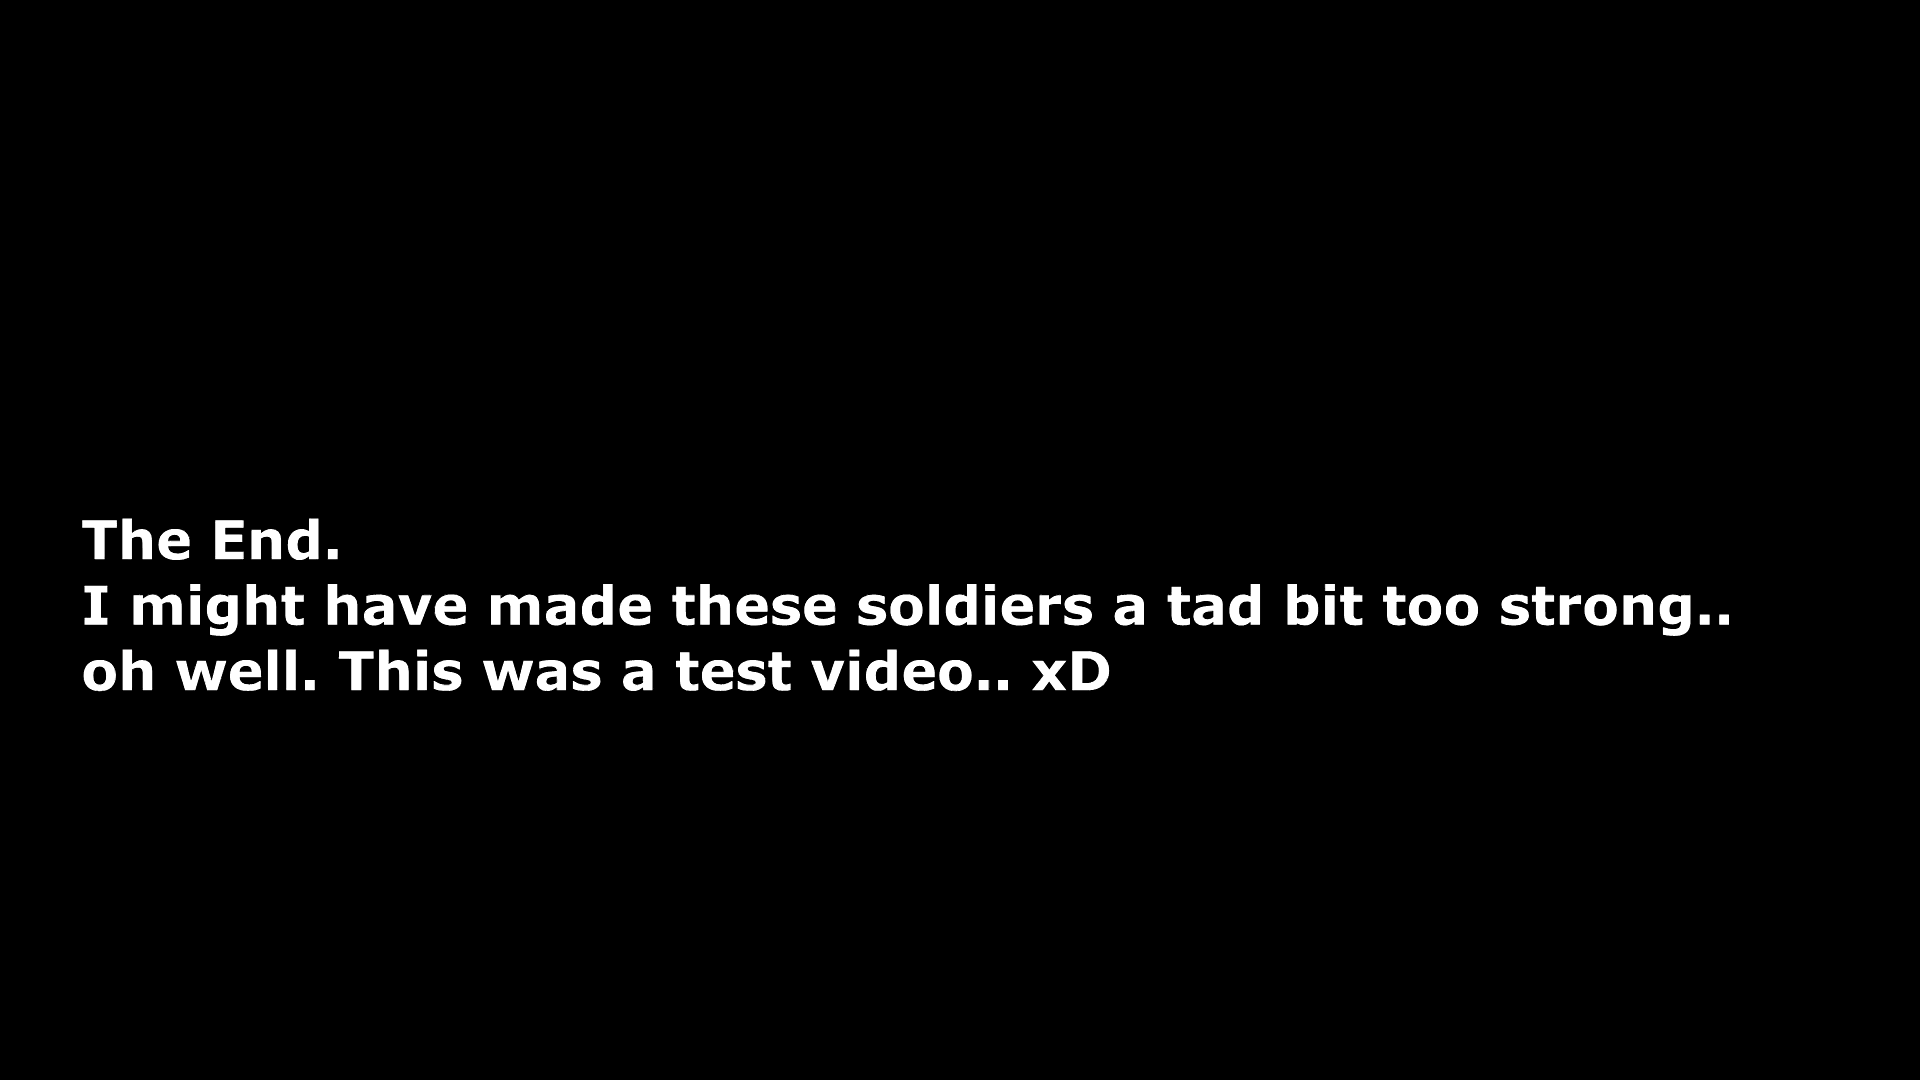 The End.
I might have made these soldiers a tad bit too strong..
oh well. This was a test video.. xD